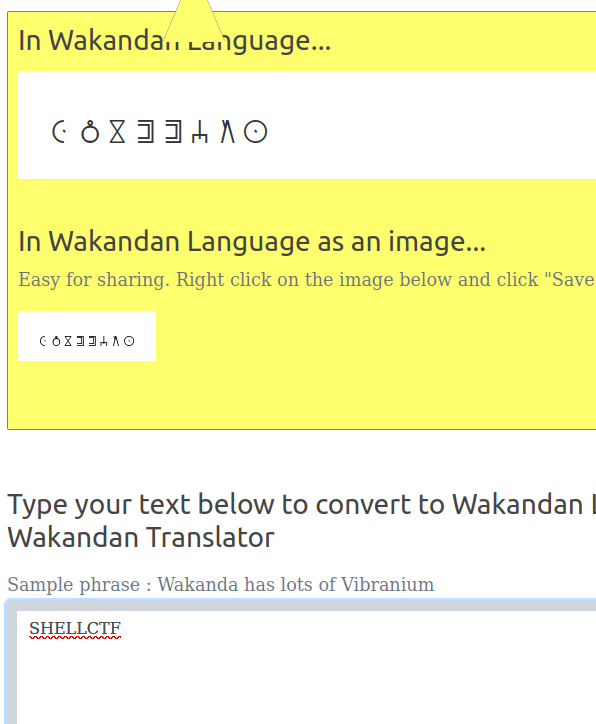 In Wakandan Language...
In Wakandan Language as an image...
Easy for sharing. Right click on the image below and click "Save
Type your text below to convert to Wakandan L
Wakandan Translator
Sample phrase : Wakanda has lots of Vibranium
SHELLCTF